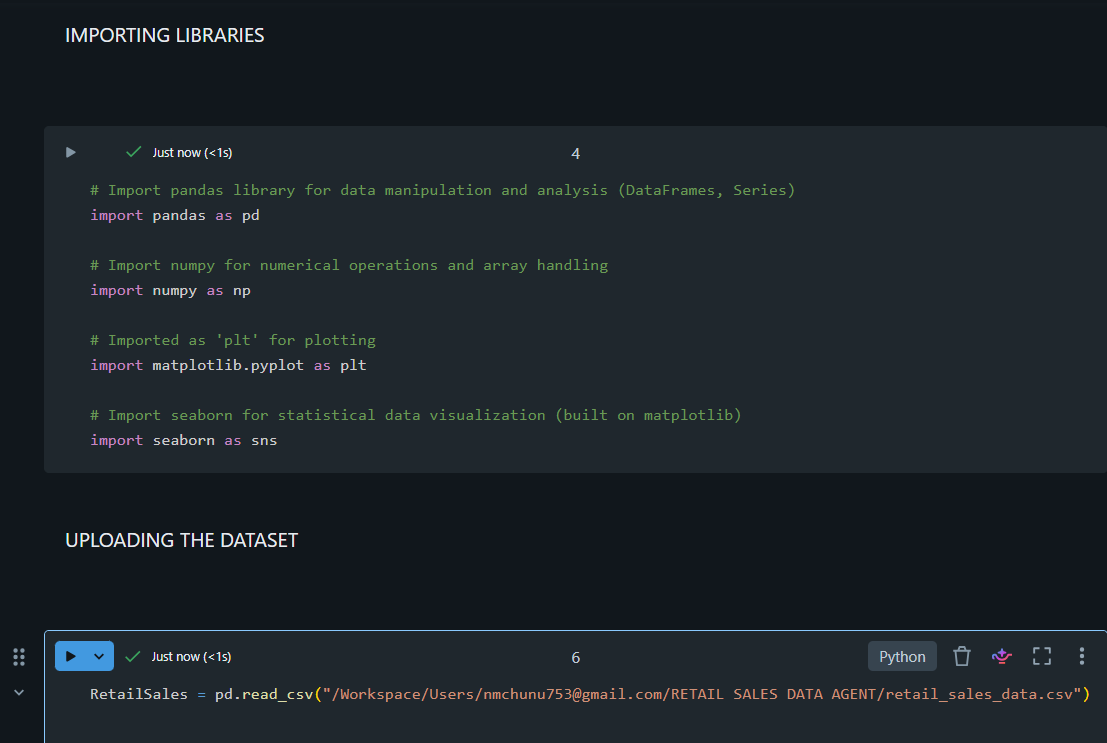 IMPORTING LIBRARIES
Just now (<1s)
4
# Import pandas library for data manipulation and analysis (DataFrames, Series)
import pandas as pd
# Import numpy for numerical operations and array handling
import numpy as np
# Imported as 'plt' for plotting
import matplotlib.pyplot as plt
# Import seaborn for statistical data visualization (built on matplotlib)
import seaborn as sns
UPLOADING THE DATASET
Just now (<1s)
6
Python
RetailSales = pd.read_csv("/Workspace/Users/nmchunu753@gmail.com/RETAIL SALES DATA AGENT/retail_sales_data.csv")